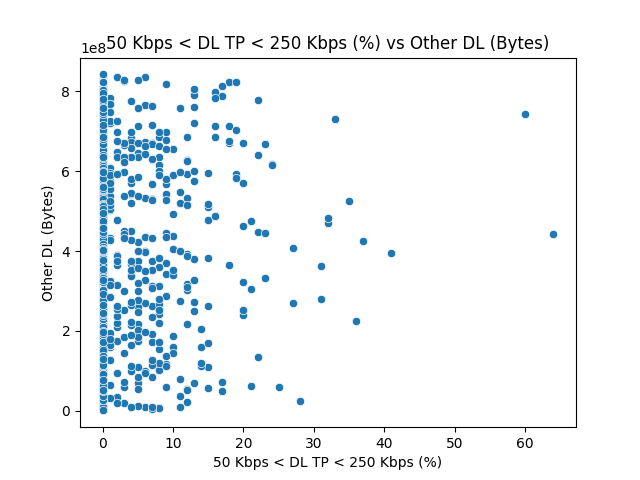 1e8
50 Kbps < DL TP < 250 Kbps (%) vs Other DL (Bytes)
8
6
4
2
0
Other DL (Bytes)
0 10 20 30 40 50 60
50 Kbps < DL TP < 250 Kbps (%)